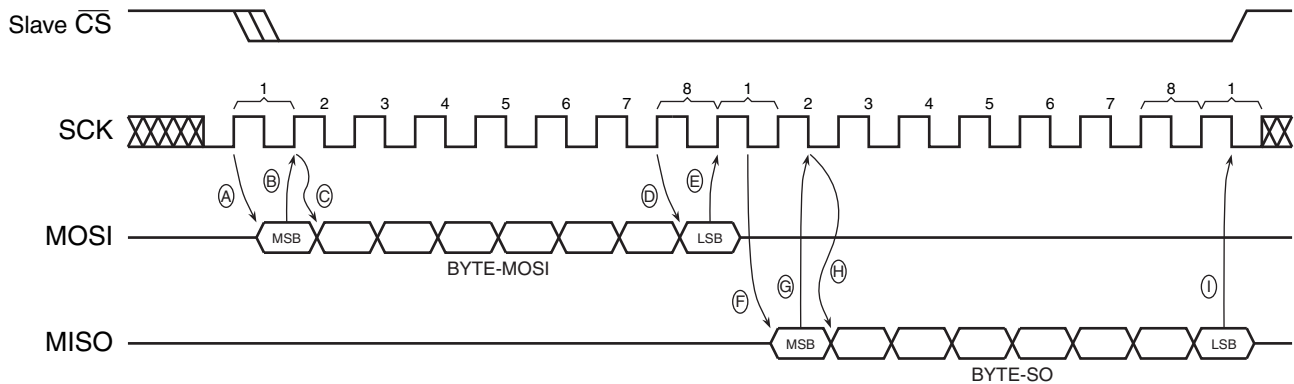 Slave C̅S̅
1 2 3 4 5 6 7 8 1 2 3 4 5 6 7 8 1
SCK
A B C D E
MOSI MSB LSB
BYTE-MOSI
F G H I
MISO MSB LSB
BYTE-SO